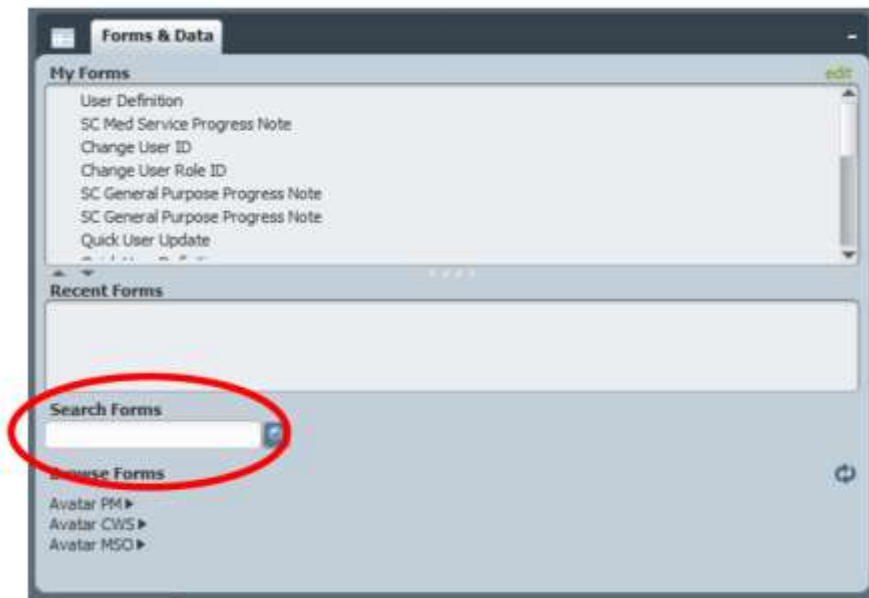 Forms & Data
My Forms
edit
User Definition
SC Med Service Progress Note
Change User ID
Change User Role ID
SC General Purpose Progress Note
SC General Purpose Progress Note
Quick User Update
Recent Forms
Search Forms
Browse Forms
Avatar PM
Avatar CWS
Avatar MSO